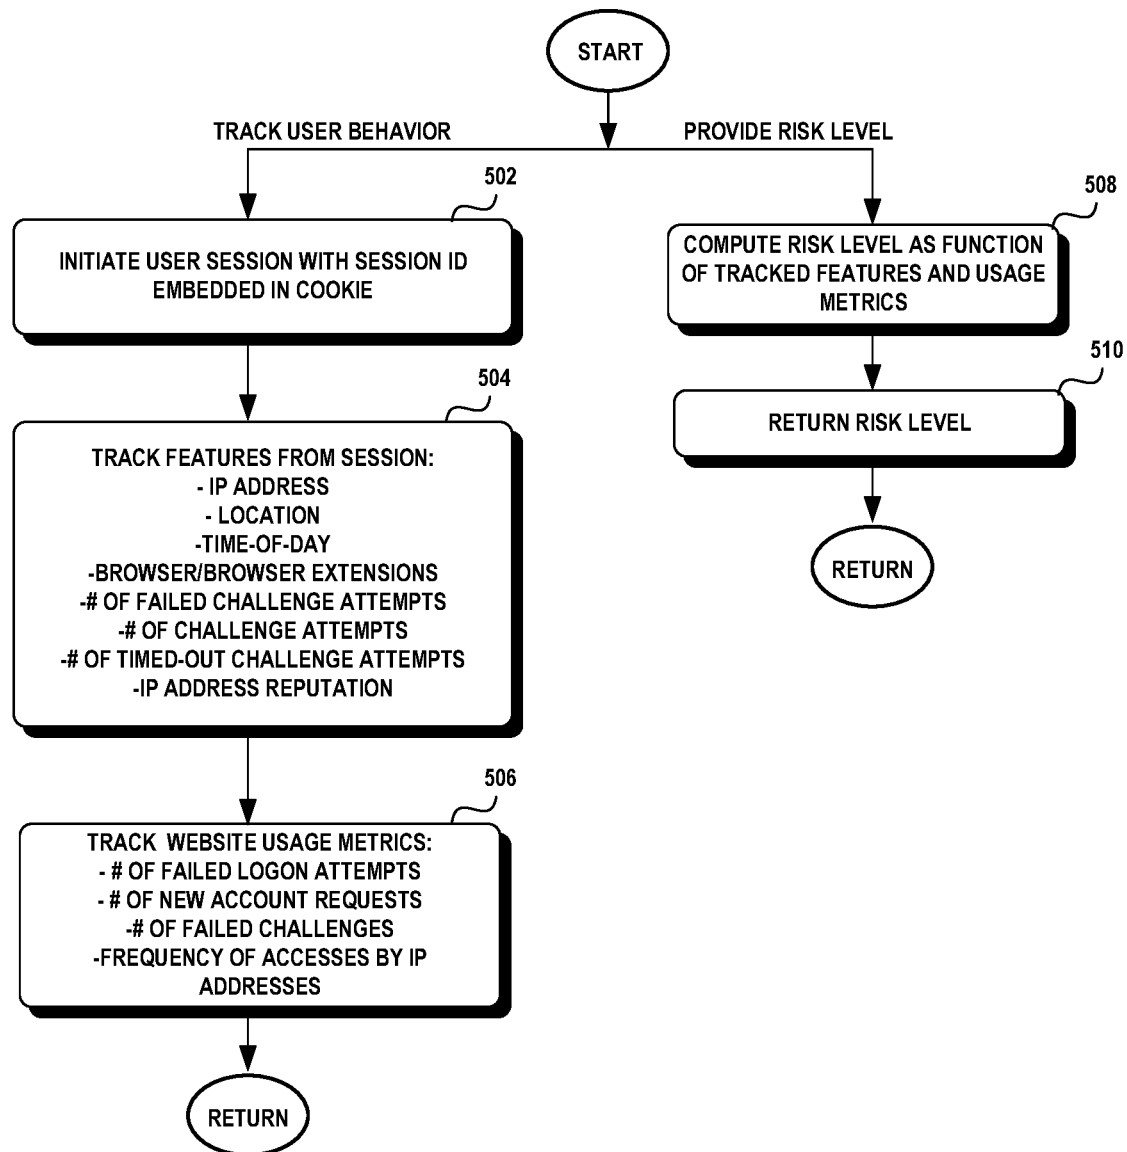 START
TRACK USER BEHAVIOR
PROVIDE RISK LEVEL
502
INITIATE USER SESSION WITH SESSION ID
EMBEDDED IN COOKIE
504
TRACK FEATURES FROM SESSION:
- IP ADDRESS
- LOCATION
-TIME-OF-DAY
-BROWSER/BROWSER EXTENSIONS
-# OF FAILED CHALLENGE ATTEMPTS
-# OF CHALLENGE ATTEMPTS
-# OF TIMED-OUT CHALLENGE ATTEMPTS
-IP ADDRESS REPUTATION
506
TRACK WEBSITE USAGE METRICS:
- # OF FAILED LOGON ATTEMPTS
- # OF NEW ACCOUNT REQUESTS
-# OF FAILED CHALLENGES
-FREQUENCY OF ACCESSES BY IP
ADDRESSES
RETURN
508
COMPUTE RISK LEVEL AS FUNCTION
OF TRACKED FEATURES AND USAGE
METRICS
510
RETURN RISK LEVEL
RETURN